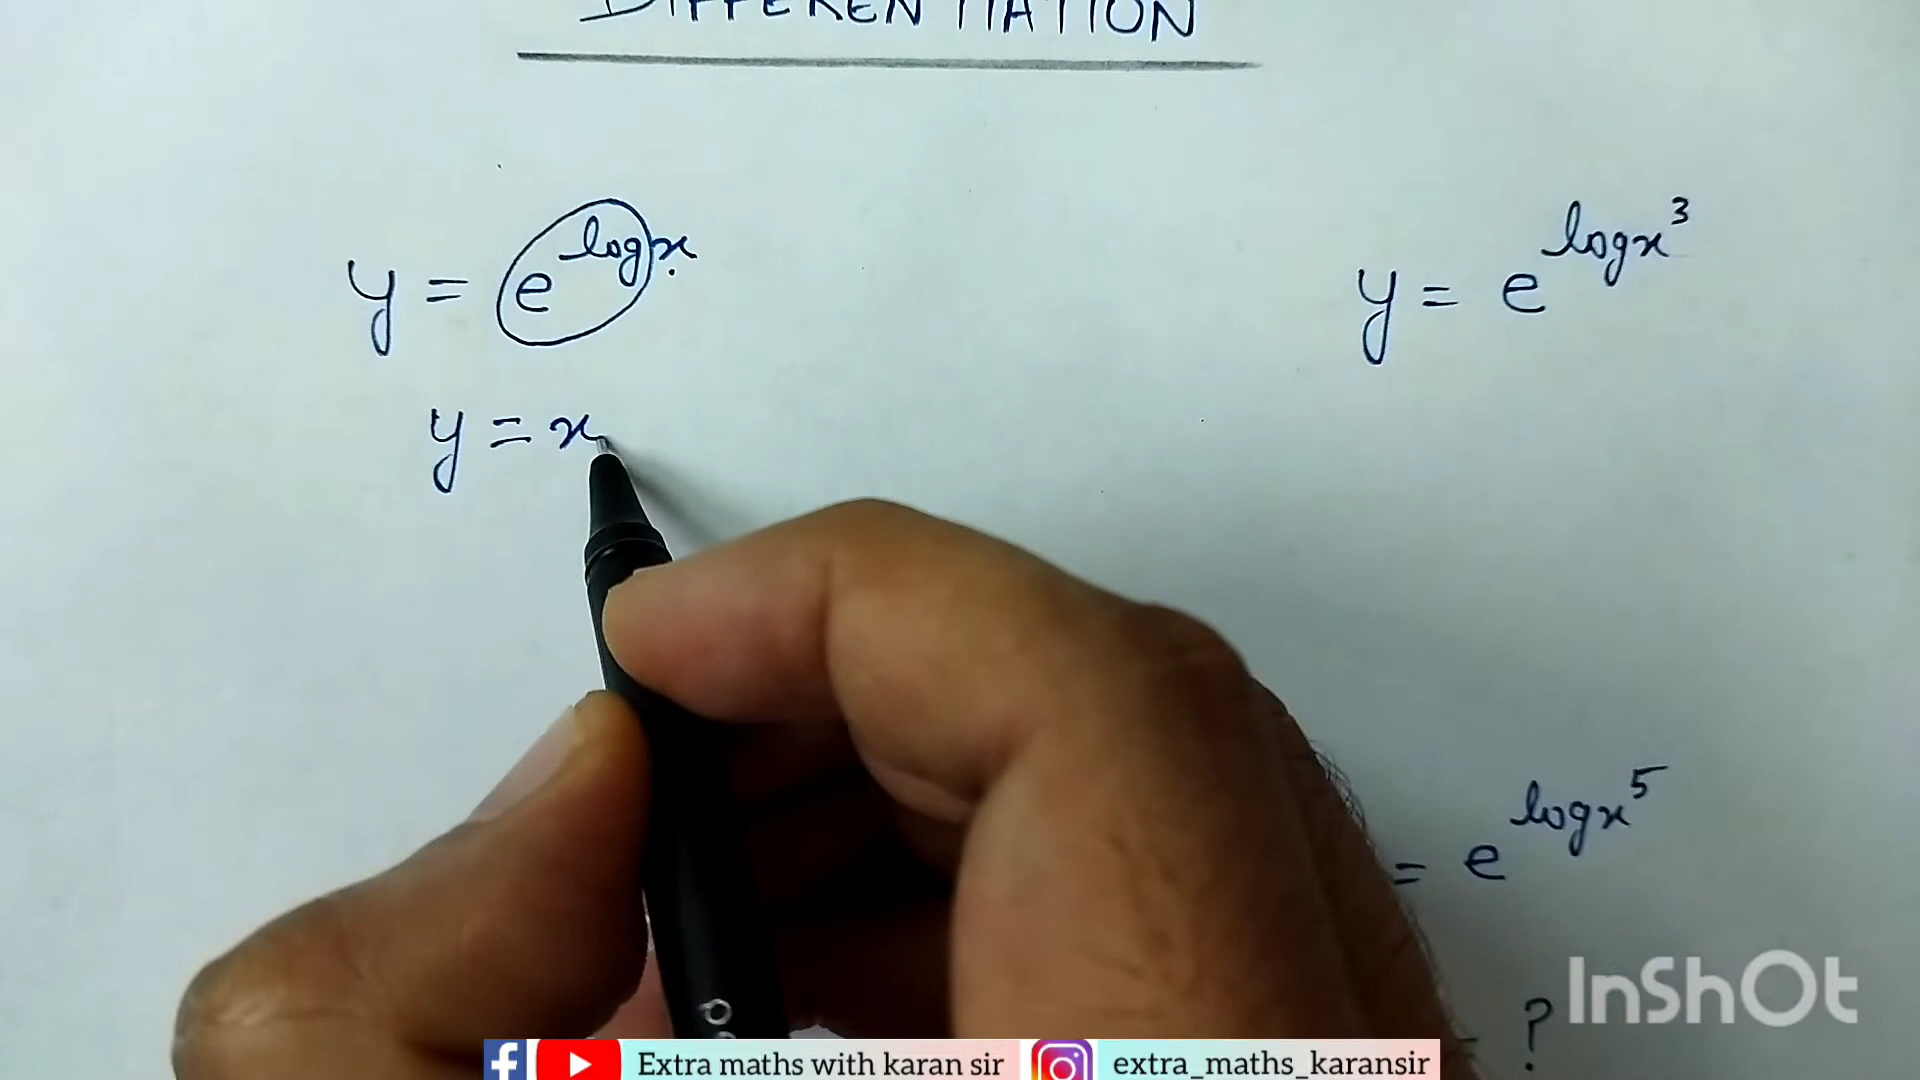 DIFFERENTIATION
y = e^log x
y = e^log x^3
y = x
= e^log x^5
?
InShOt
Extra maths with karan sir extra_maths_karansir